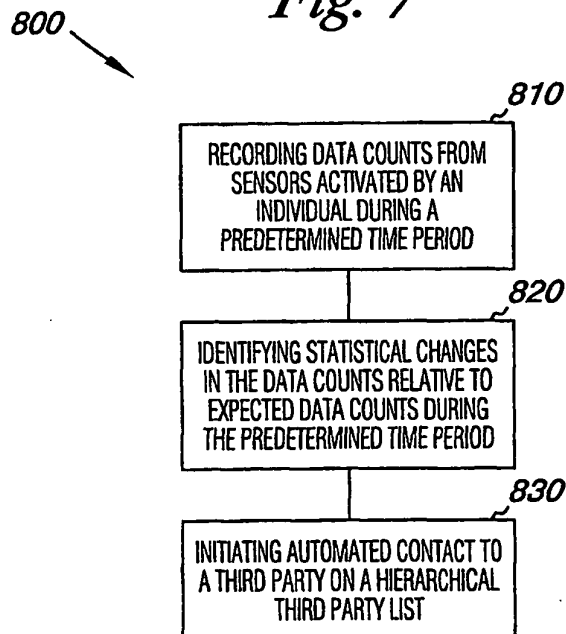 Fig. 7
800
810
RECORDING DATA COUNTS FROM
SENSORS ACTIVATED BY AN
INDIVIDUAL DURING A
PREDETERMINED TIME PERIOD
820
IDENTIFYING STATISTICAL CHANGES
IN THE DATA COUNTS RELATIVE TO
EXPECTED DATA COUNTS DURING
THE PREDETERMINED TIME PERIOD
830
INITIATING AUTOMATED CONTACT TO
A THIRD PARTY ON A HIERARCHICAL
THIRD PARTY LIST